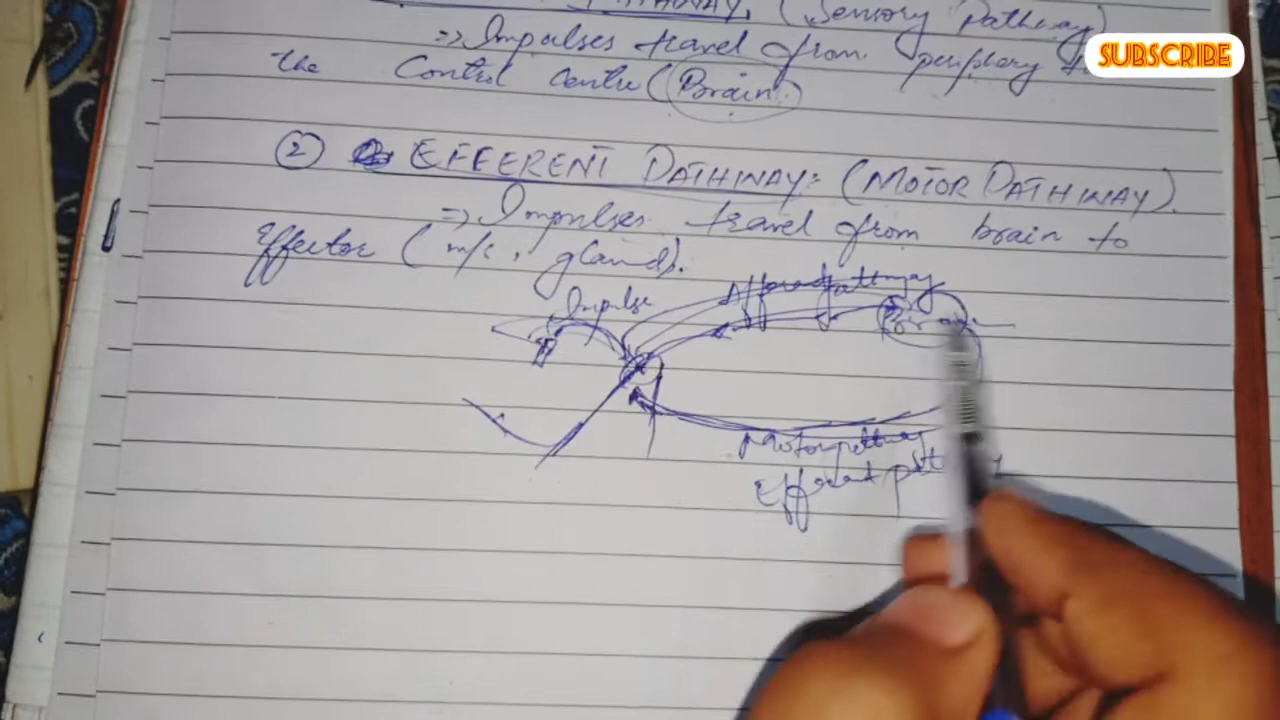 PATHWAY: (Sensory Pathway)
=> Impulses travel from periphery
SUBSCRIBE
the Control Centre (Brain)
② EFFERENT PATHWAY: (MOTOR PATHWAY).
=> Impulses travel from brain to
Effector (m/c, gland).
Impulse
Afferent pathway
Brain
Motor pathway
Efferent